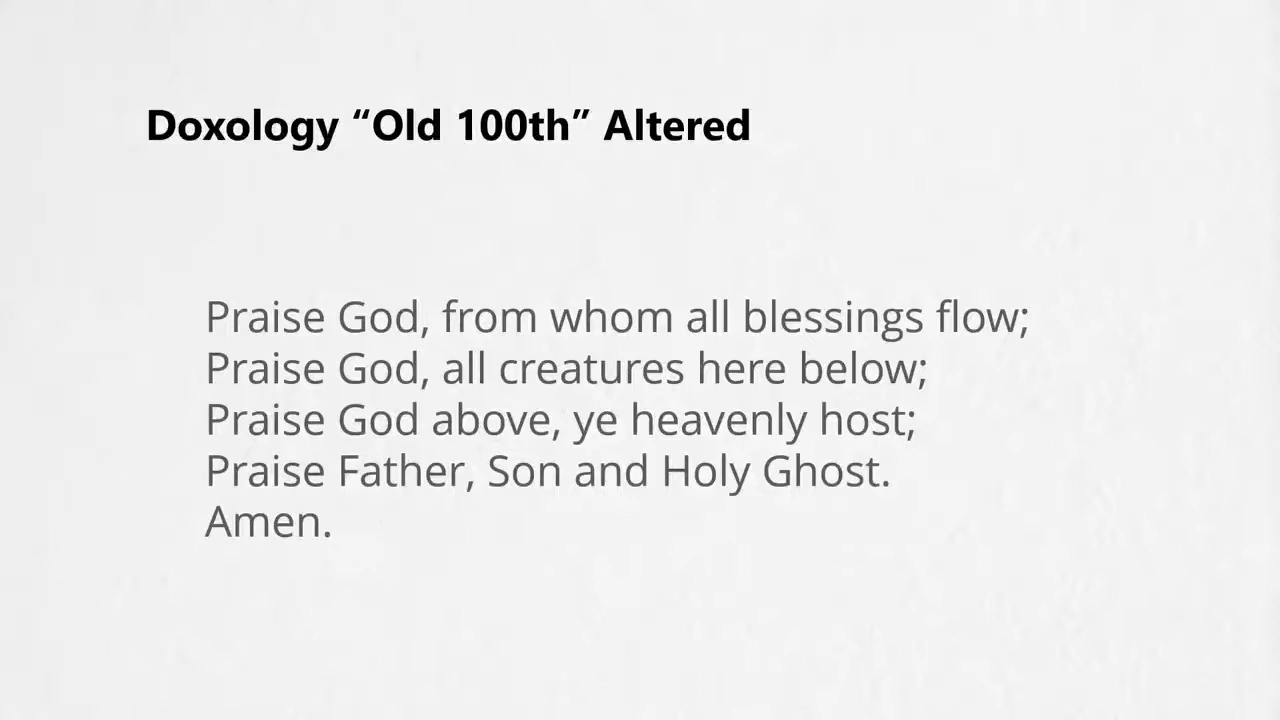 Doxology “Old 100th” Altered
Praise God, from whom all blessings flow;
Praise God, all creatures here below;
Praise God above, ye heavenly host;
Praise Father, Son and Holy Ghost.
Amen.